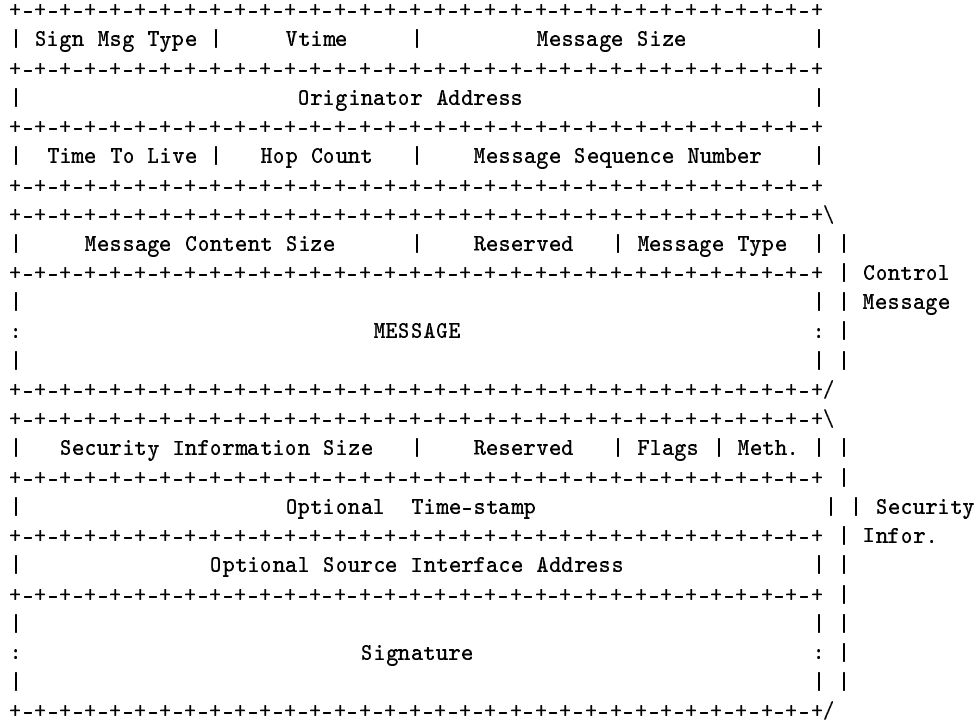 +-+-+-+-+-+-+-+-+-+-+-+-+-+-+-+-+-+-+-+-+-+-+-+-+-+-+-+-+-+-+-+-+
| Sign Msg Type |     Vtime     |         Message Size          |
+-+-+-+-+-+-+-+-+-+-+-+-+-+-+-+-+-+-+-+-+-+-+-+-+-+-+-+-+-+-+-+-+
|                      Originator Address                       |
+-+-+-+-+-+-+-+-+-+-+-+-+-+-+-+-+-+-+-+-+-+-+-+-+-+-+-+-+-+-+-+-+
|  Time To Live |   Hop Count   |    Message Sequence Number    |
+-+-+-+-+-+-+-+-+-+-+-+-+-+-+-+-+-+-+-+-+-+-+-+-+-+-+-+-+-+-+-+-+
+-+-+-+-+-+-+-+-+-+-+-+-+-+-+-+-+-+-+-+-+-+-+-+-+-+-+-+-+-+-+-+-+\
|     Message Content Size      |    Reserved   | Message Type  | |
+-+-+-+-+-+-+-+-+-+-+-+-+-+-+-+-+-+-+-+-+-+-+-+-+-+-+-+-+-+-+-+-+ | Control
|                                                               | | Message
:                            MESSAGE                            : |
|                                                               | |
+-+-+-+-+-+-+-+-+-+-+-+-+-+-+-+-+-+-+-+-+-+-+-+-+-+-+-+-+-+-+-+-+/
+-+-+-+-+-+-+-+-+-+-+-+-+-+-+-+-+-+-+-+-+-+-+-+-+-+-+-+-+-+-+-+-+\
|   Security Information Size   |    Reserved   | Flags | Meth. | |
+-+-+-+-+-+-+-+-+-+-+-+-+-+-+-+-+-+-+-+-+-+-+-+-+-+-+-+-+-+-+-+-+ |
|                     Optional  Time-stamp                       | | Security
+-+-+-+-+-+-+-+-+-+-+-+-+-+-+-+-+-+-+-+-+-+-+-+-+-+-+-+-+-+-+-+-+ | Infor.
|               Optional Source Interface Address               | |
+-+-+-+-+-+-+-+-+-+-+-+-+-+-+-+-+-+-+-+-+-+-+-+-+-+-+-+-+-+-+-+-+ |
|                                                               | |
:                           Signature                           : |
|                                                               | |
+-+-+-+-+-+-+-+-+-+-+-+-+-+-+-+-+-+-+-+-+-+-+-+-+-+-+-+-+-+-+-+-+/